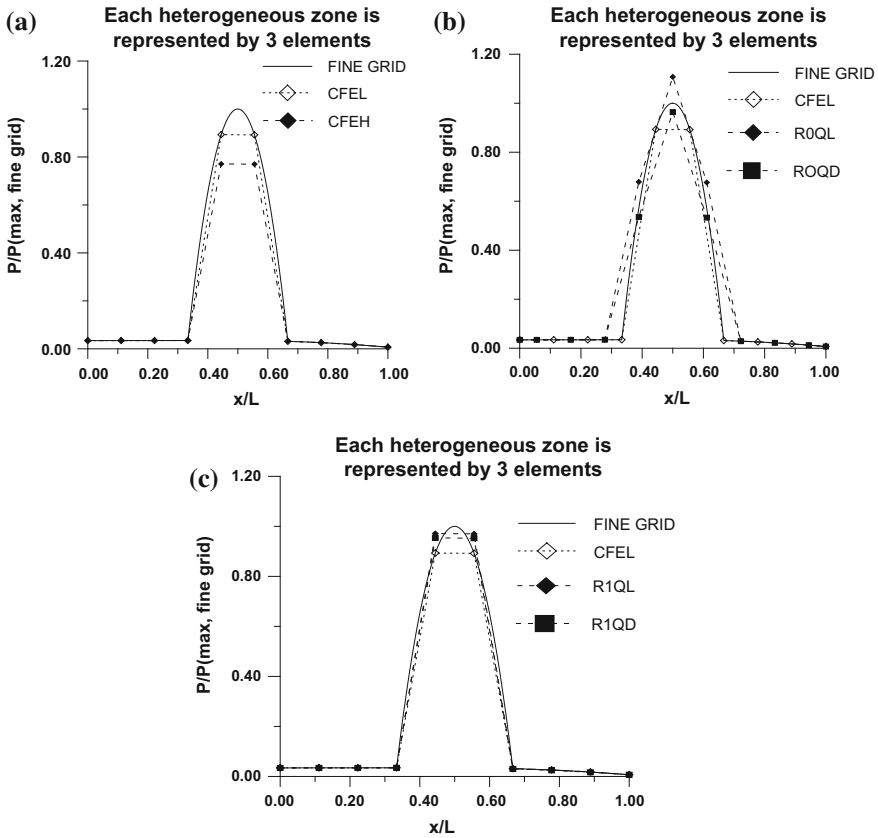 (a)
Each heterogeneous zone is
represented by 3 elements
1.20
0.80
0.40
0.00
P/P(max, fine grid)
FINE GRID
CFEL
CFEH
0.00 0.20 0.40 0.60 0.80 1.00
x/L
(b)
Each heterogeneous zone is
represented by 3 elements
1.20
0.80
0.40
0.00
P/P(max, fine grid)
FINE GRID
CFEL
R0QL
ROQD
0.00 0.20 0.40 0.60 0.80 1.00
x/L
(c)
Each heterogeneous zone is
represented by 3 elements
1.20
0.80
0.40
0.00
P/P(max, fine grid)
FINE GRID
CFEL
R1QL
R1QD
0.00 0.20 0.40 0.60 0.80 1.00
x/L